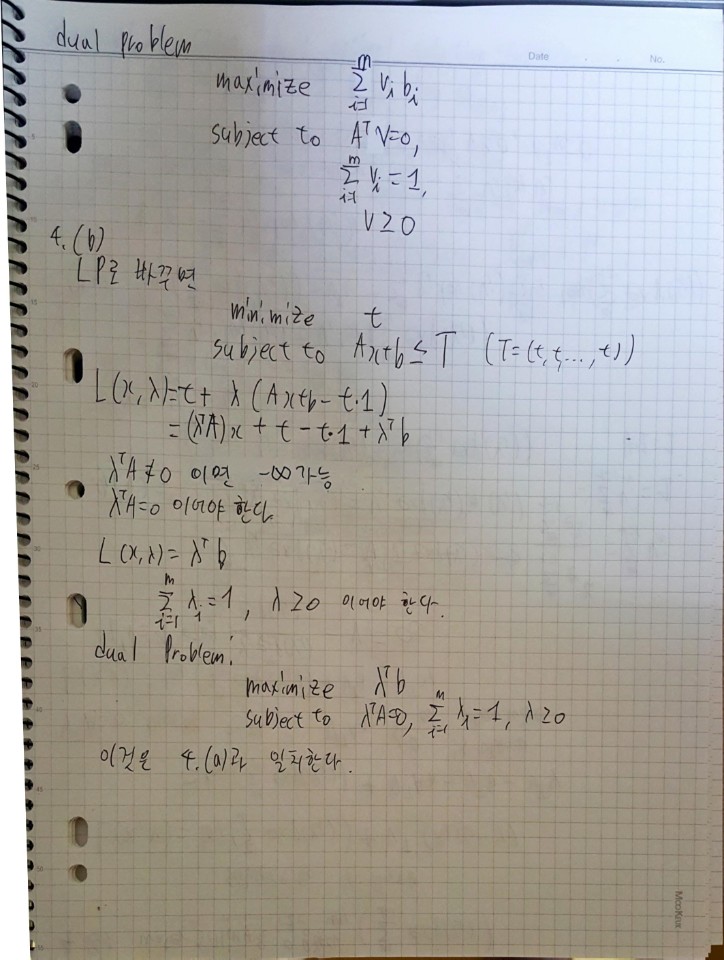 Date . . No.
dual problem
maximize $\sum_{i=1}^{m} v_i b_i$
subject to $A^T v=0$,
$\sum_{i=1}^{m} v_i = 1$,
$v \geq 0$
4.(b)
LP로 바꾸면
minimize t
subject to $Ax+b \leq T$ $(T=(t,t,...,t))$
$L(x,\lambda)=t+ \lambda(Ax+b-t \cdot 1)$
$=(\lambda^T A)x+t-t \cdot 1+\lambda^T b$
$\lambda^T A \neq 0$ 이면 $-\infty$가능
$\lambda^T A=0$ 이어야 한다
$L(x,\lambda)=\lambda^T b$
$\sum_{i=1}^{m} \lambda_i=1$, $\lambda \geq 0$ 이어야 한다.
dual Problem:
maximize $\lambda^T b$
subject to $\lambda^T A=0$, $\sum_{i=1}^{m} \lambda_i=1$, $\lambda \geq 0$
이것은 4.(a)과 일치한다.
MooKnax